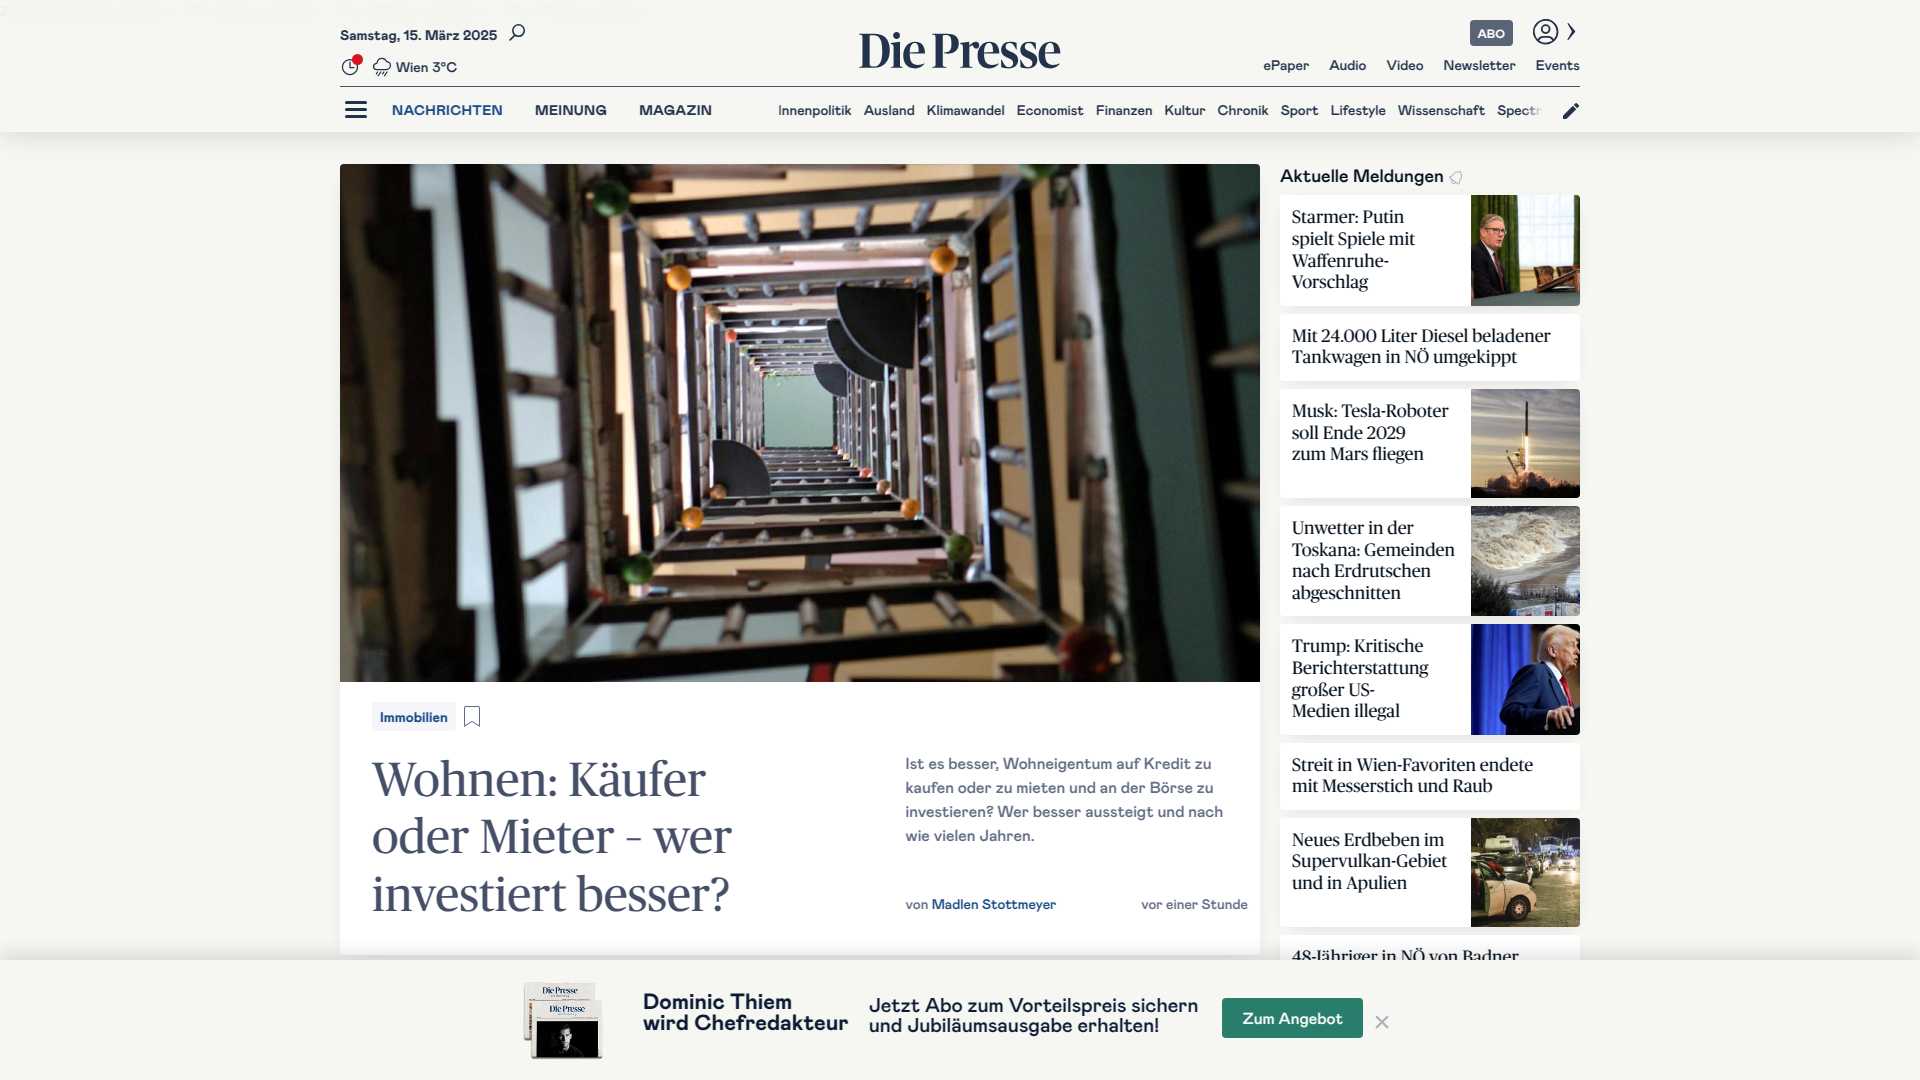 Samstag, 15. März 2025
Wien 3°C
Die Presse
ABO
ePaper Audio Video Newsletter Events
NACHRICHTEN MEINUNG MAGAZIN
Innenpolitik Ausland Klimawandel Economist Finanzen Kultur Chronik Sport Lifestyle Wissenschaft Spectr
Immobilien
Wohnen: Käufer
oder Mieter – wer
investiert besser?
Ist es besser, Wohneigentum auf Kredit zu
kaufen oder zu mieten und an der Börse zu
investieren? Wer besser aussteigt und nach
wie vielen Jahren.
von Madlen Stottmeyer
vor einer Stunde
Aktuelle Meldungen
Starmer: Putin
spielt Spiele mit
Waffenruhe-
Vorschlag
Mit 24.000 Liter Diesel beladener
Tankwagen in NÖ umgekippt
Musk: Tesla-Roboter
soll Ende 2029
zum Mars fliegen
Unwetter in der
Toskana: Gemeinden
nach Erdrutschen
abgeschnitten
Trump: Kritische
Berichterstattung
großer US-
Medien illegal
Streit in Wien-Favoriten endete
mit Messerstich und Raub
Neues Erdbeben im
Supervulkan-Gebiet
und in Apulien
48-Jähriger in NÖ von Badner
Die Presse
Die Presse
Dominic Thiem
wird Chefredakteur
Jetzt Abo zum Vorteilspreis sichern
und Jubiläumsausgabe erhalten!
Zum Angebot